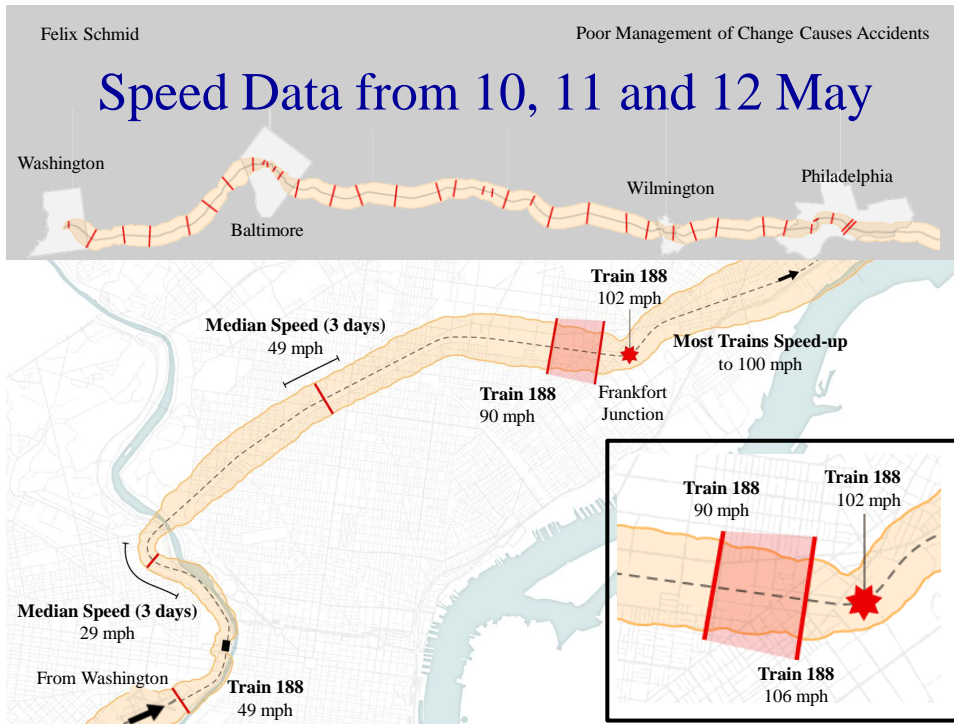 Felix Schmid
Poor Management of Change Causes Accidents
Speed Data from 10, 11 and 12 May
Washington
Baltimore
Wilmington
Philadelphia
Train 188
102 mph
Median Speed (3 days)
49 mph
Most Trains Speed-up
to 100 mph
Train 188
90 mph
Frankfort
Junction
Train 188
90 mph
Train 188
102 mph
Train 188
106 mph
Median Speed (3 days)
29 mph
From Washington
Train 188
49 mph